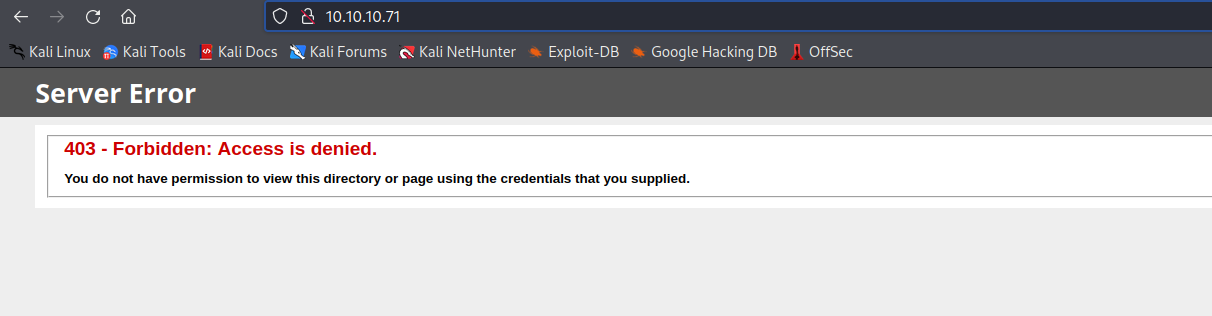 10.10.10.71
Kali Linux Kali Tools Kali Docs Kali Forums Kali NetHunter Exploit-DB Google Hacking DB OffSec
Server Error
403 - Forbidden: Access is denied.
You do not have permission to view this directory or page using the credentials that you supplied.